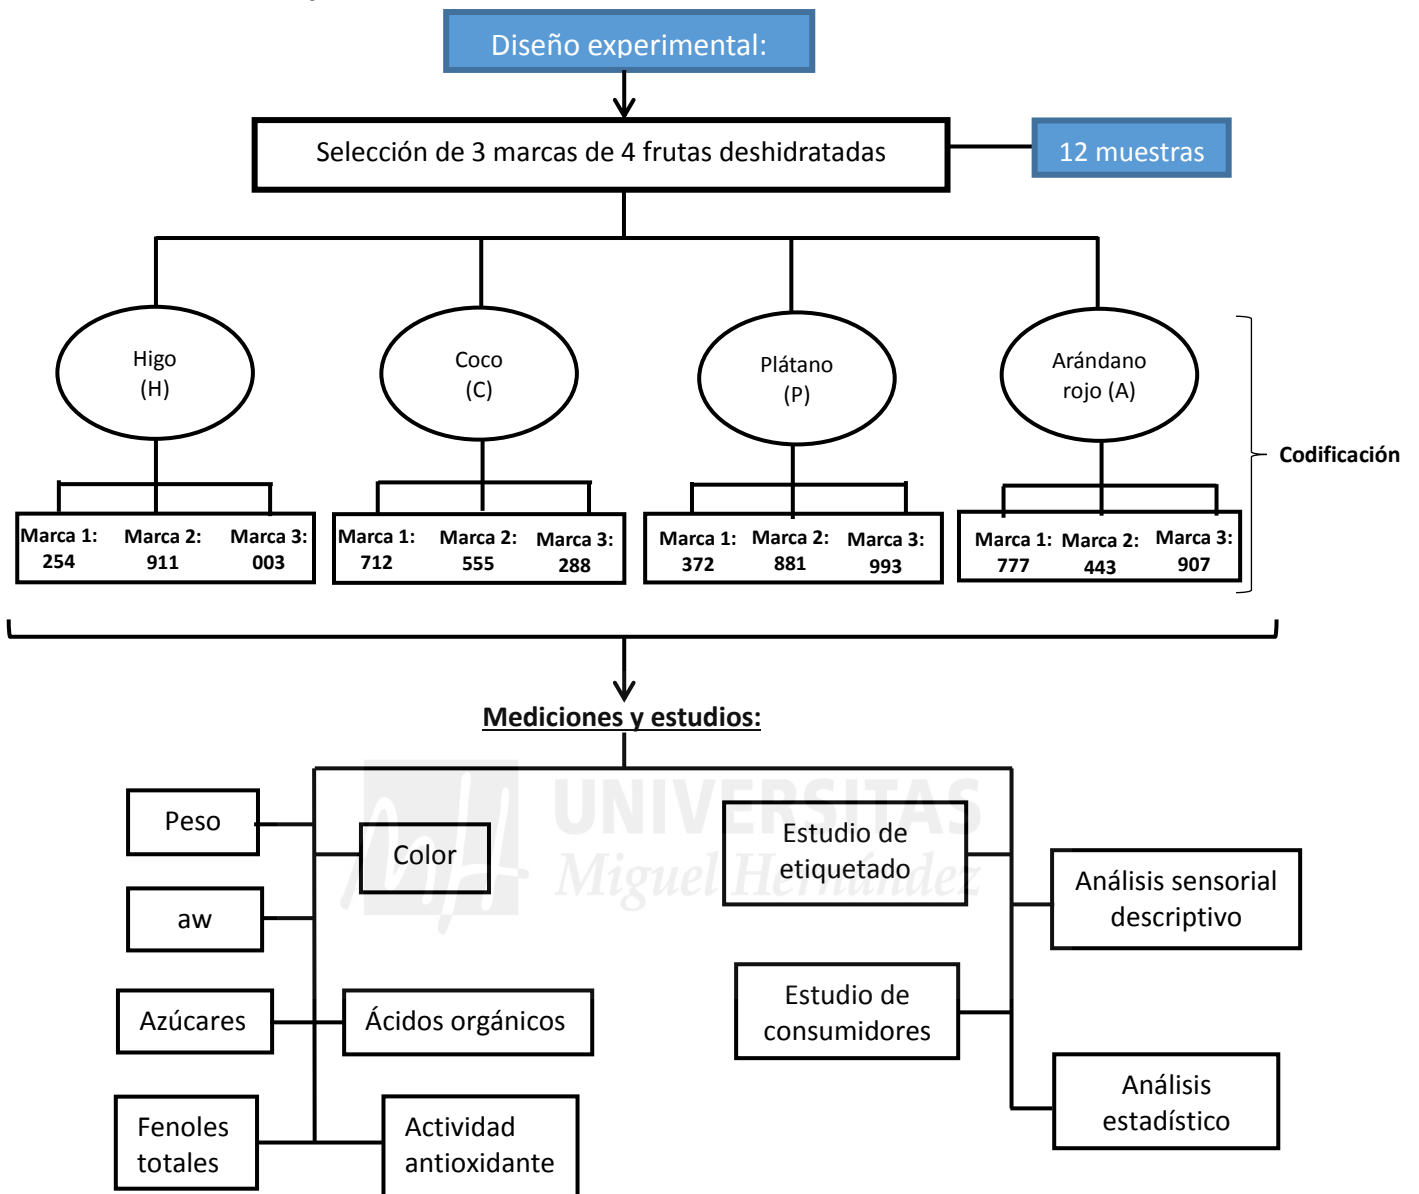 Diseño experimental:
Selección de 3 marcas de 4 frutas deshidratadas
12 muestras
Higo
(H)
Coco
(C)
Plátano
(P)
Arándano
rojo (A)
Codificación
Marca 1:
254
Marca 2:
911
Marca 3:
003
Marca 1:
712
Marca 2:
555
Marca 3:
288
Marca 1:
372
Marca 2:
881
Marca 3:
993
Marca 1:
777
Marca 2:
443
Marca 3:
907
Mediciones y estudios:
UNIVERSITAS
Miguel Hernández
Peso
Color
aw
Azúcares
Ácidos orgánicos
Fenoles
totales
Actividad
antioxidante
Estudio de
etiquetado
Análisis sensorial
descriptivo
Estudio de
consumidores
Análisis
estadístico